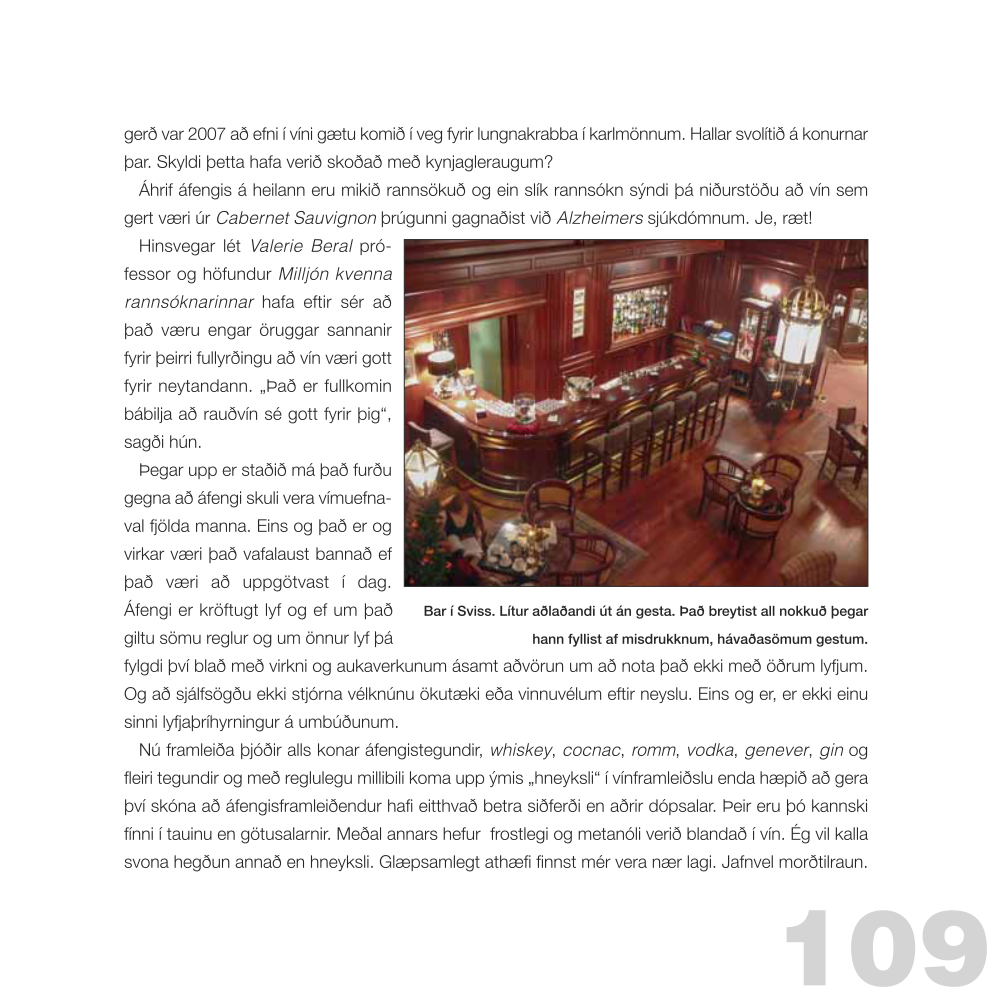 gerð var 2007 að efni í víni gætu komið í veg fyrir lungnakrabba í karlmönnum. Hallar svolítið á konurnar
þar. Skyldi þetta hafa verið skoðað með kynjagleraugum?
Áhrif áfengis á heilann eru mikið rannsökuð og ein slík rannsókn sýndi þá niðurstöðu að vín sem
gert væri úr Cabernet Sauvignon þrúgunni gagnaðist við Alzheimers sjúkdómnum. Je, ræt!
Hinsvegar lét Valerie Beral pró-
fessor og höfundur Milljón kvenna
rannsóknarinnar hafa eftir sér að
það væru engar öruggar sannanir
fyrir þeirri fullyrðingu að vín væri gott
fyrir neytandann. „Það er fullkomin
bábilja að rauðvín sé gott fyrir þig“,
sagði hún.
Þegar upp er staðið má það furðu
gegna að áfengi skuli vera vímuefna-
val fjölda manna. Eins og það er og
virkar væri það vafalaust bannað ef
það væri að uppgötvast í dag.
Áfengi er kröftugt lyf og ef um það
giltu sömu reglur og um önnur lyf þá
fylgdi því blað með virkni og aukaverkunum ásamt aðvörun um að nota það ekki með öðrum lyfjum.
Og að sjálfsögðu ekki stjórna vélknúnu ökutæki eða vinnuvélum eftir neyslu. Eins og er, er ekki einu
sinni lyfjaþríhyrningur á umbúðunum.
Nú framleiða þjóðir alls konar áfengistegundir, whiskey, cocnac, romm, vodka, genever, gin og
fleiri tegundir og með reglulegu millibili koma upp ýmis „hneyksli“ í vínframleiðslu enda hæpið að gera
því skóna að áfengisframleiðendur hafi eitthvað betra siðferði en aðrir dópsalar. Þeir eru þó kannski
fínni í tauinu en götusalarnir. Meðal annars hefur frostlegi og metanóli verið blandað í vín. Ég vil kalla
svona hegðun annað en hneyksli. Glæpsamlegt athæfi finnst mér vera nær lagi. Jafnvel morðtilraun.
Bar í Sviss. Lítur aðlaðandi út án gesta. Það breytist all nokkuð þegar
hann fyllist af misdrukknum, hávaðasömum gestum.
109